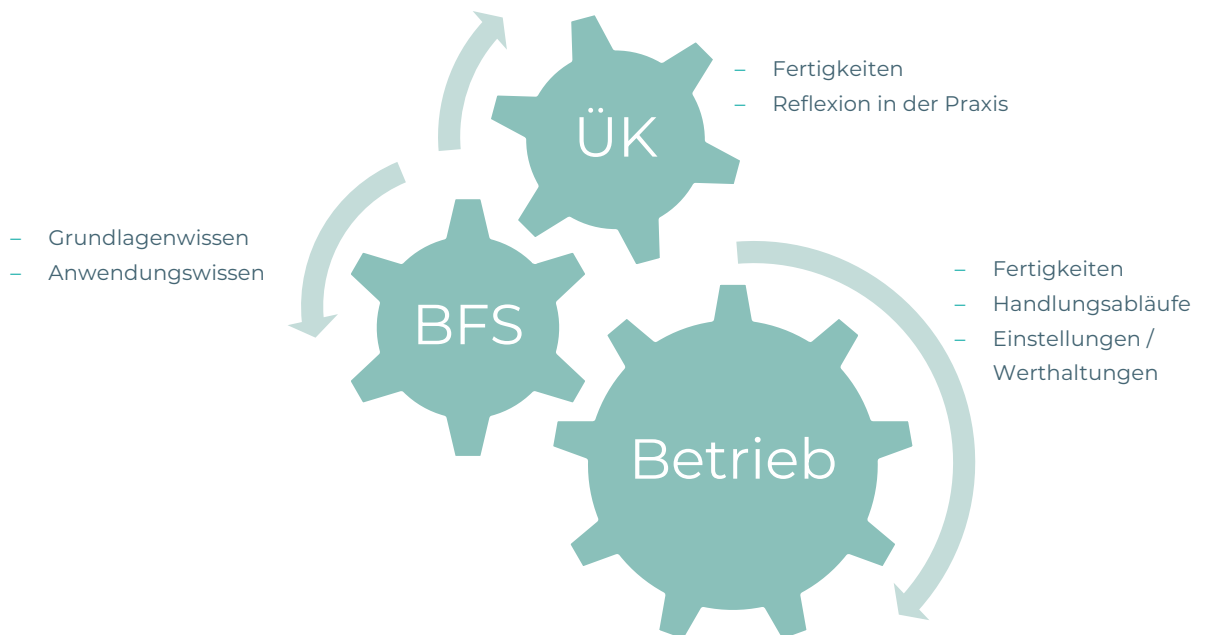 ÜK
– Fertigkeiten
– Reflexion in der Praxis
– Grundlagenwissen
– Anwendungswissen
BFS
– Fertigkeiten
– Handlungsabläufe
– Einstellungen /
Werthaltungen
Betrieb